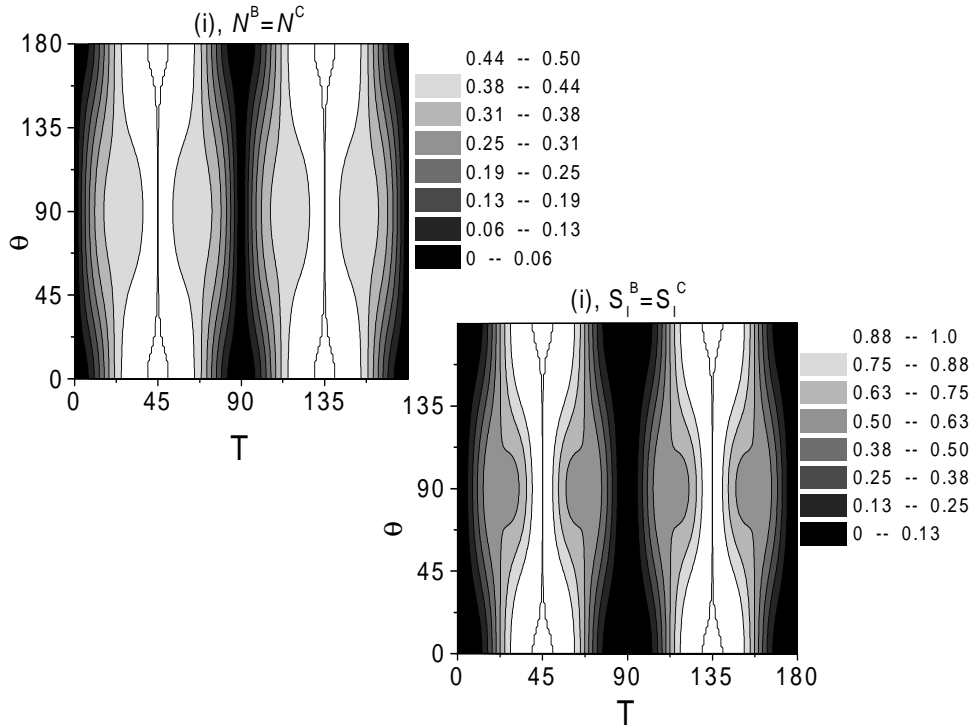 (i), N^B=N^C
180
135
90
45
0
θ
0 45 90 135 180
T
0.44 -- 0.50
0.38 -- 0.44
0.31 -- 0.38
0.25 -- 0.31
0.19 -- 0.25
0.13 -- 0.19
0.06 -- 0.13
0 -- 0.06
(i), S_l^B=S_l^C
135
90
45
0
θ
0 45 90 135 180
T
0.88 -- 1.0
0.75 -- 0.88
0.63 -- 0.75
0.50 -- 0.63
0.38 -- 0.50
0.25 -- 0.38
0.13 -- 0.25
0 -- 0.13